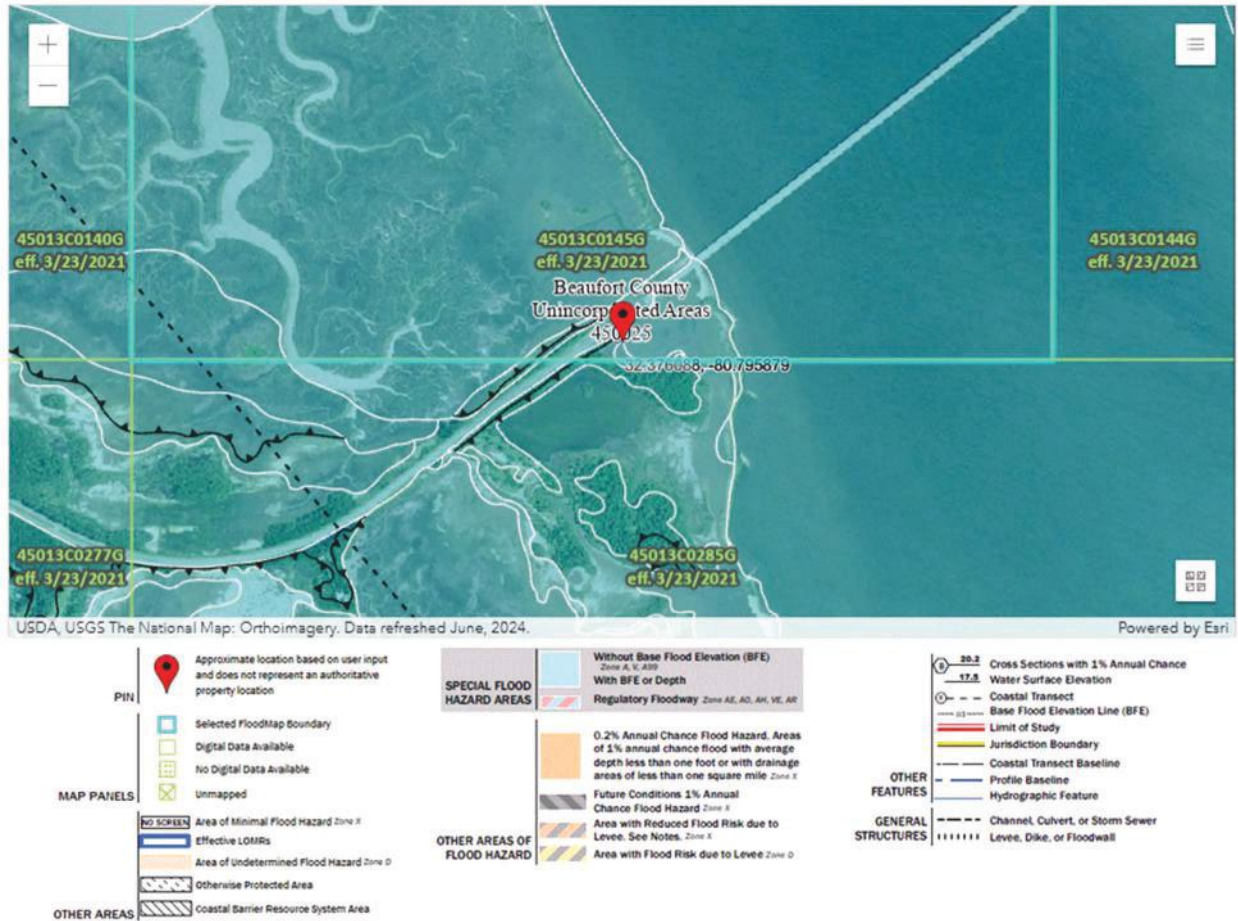 +
−
45013C0140G
eff. 3/23/2021
45013C0145G
eff. 3/23/2021
45013C0144G
eff. 3/23/2021
Beaufort County
Unincorporated Areas
450025
32.376088, -80.795879
45013C0277G
eff. 3/23/2021
45013C0285G
eff. 3/23/2021
USDA, USGS The National Map: Orthoimagery. Data refreshed June, 2024.
Powered by Esri
PIN
Approximate location based on user input
and does not represent an authoritative
property location
MAP PANELS
Selected FloodMap Boundary
Digital Data Available
No Digital Data Available
Unmapped
OTHER AREAS
NO SCREEN Area of Minimal Flood Hazard Zone X
Effective LOMRs
Area of Undetermined Flood Hazard Zone D
Otherwise Protected Area
Coastal Barrier Resource System Area
SPECIAL FLOOD
HAZARD AREAS
Without Base Flood Elevation (BFE)
Zone A, V, A99
With BFE or Depth
Regulatory Floodway Zone AE, AO, AH, VE, AR
OTHER AREAS OF
FLOOD HAZARD
0.2% Annual Chance Flood Hazard, Areas
of 1% annual chance flood with average
depth less than one foot or with drainage
areas of less than one square mile Zone X
Future Conditions 1% Annual
Chance Flood Hazard Zone X
Area with Reduced Flood Risk due to
Levee. See Notes. Zone X
Area with Flood Risk due to Levee Zone D
OTHER
FEATURES
20.2 Cross Sections with 1% Annual Chance
17.5 Water Surface Elevation
Coastal Transect
Base Flood Elevation Line (BFE)
Limit of Study
Jurisdiction Boundary
Coastal Transect Baseline
Profile Baseline
Hydrographic Feature
GENERAL
STRUCTURES
Channel, Culvert, or Storm Sewer
Levee, Dike, or Floodwall